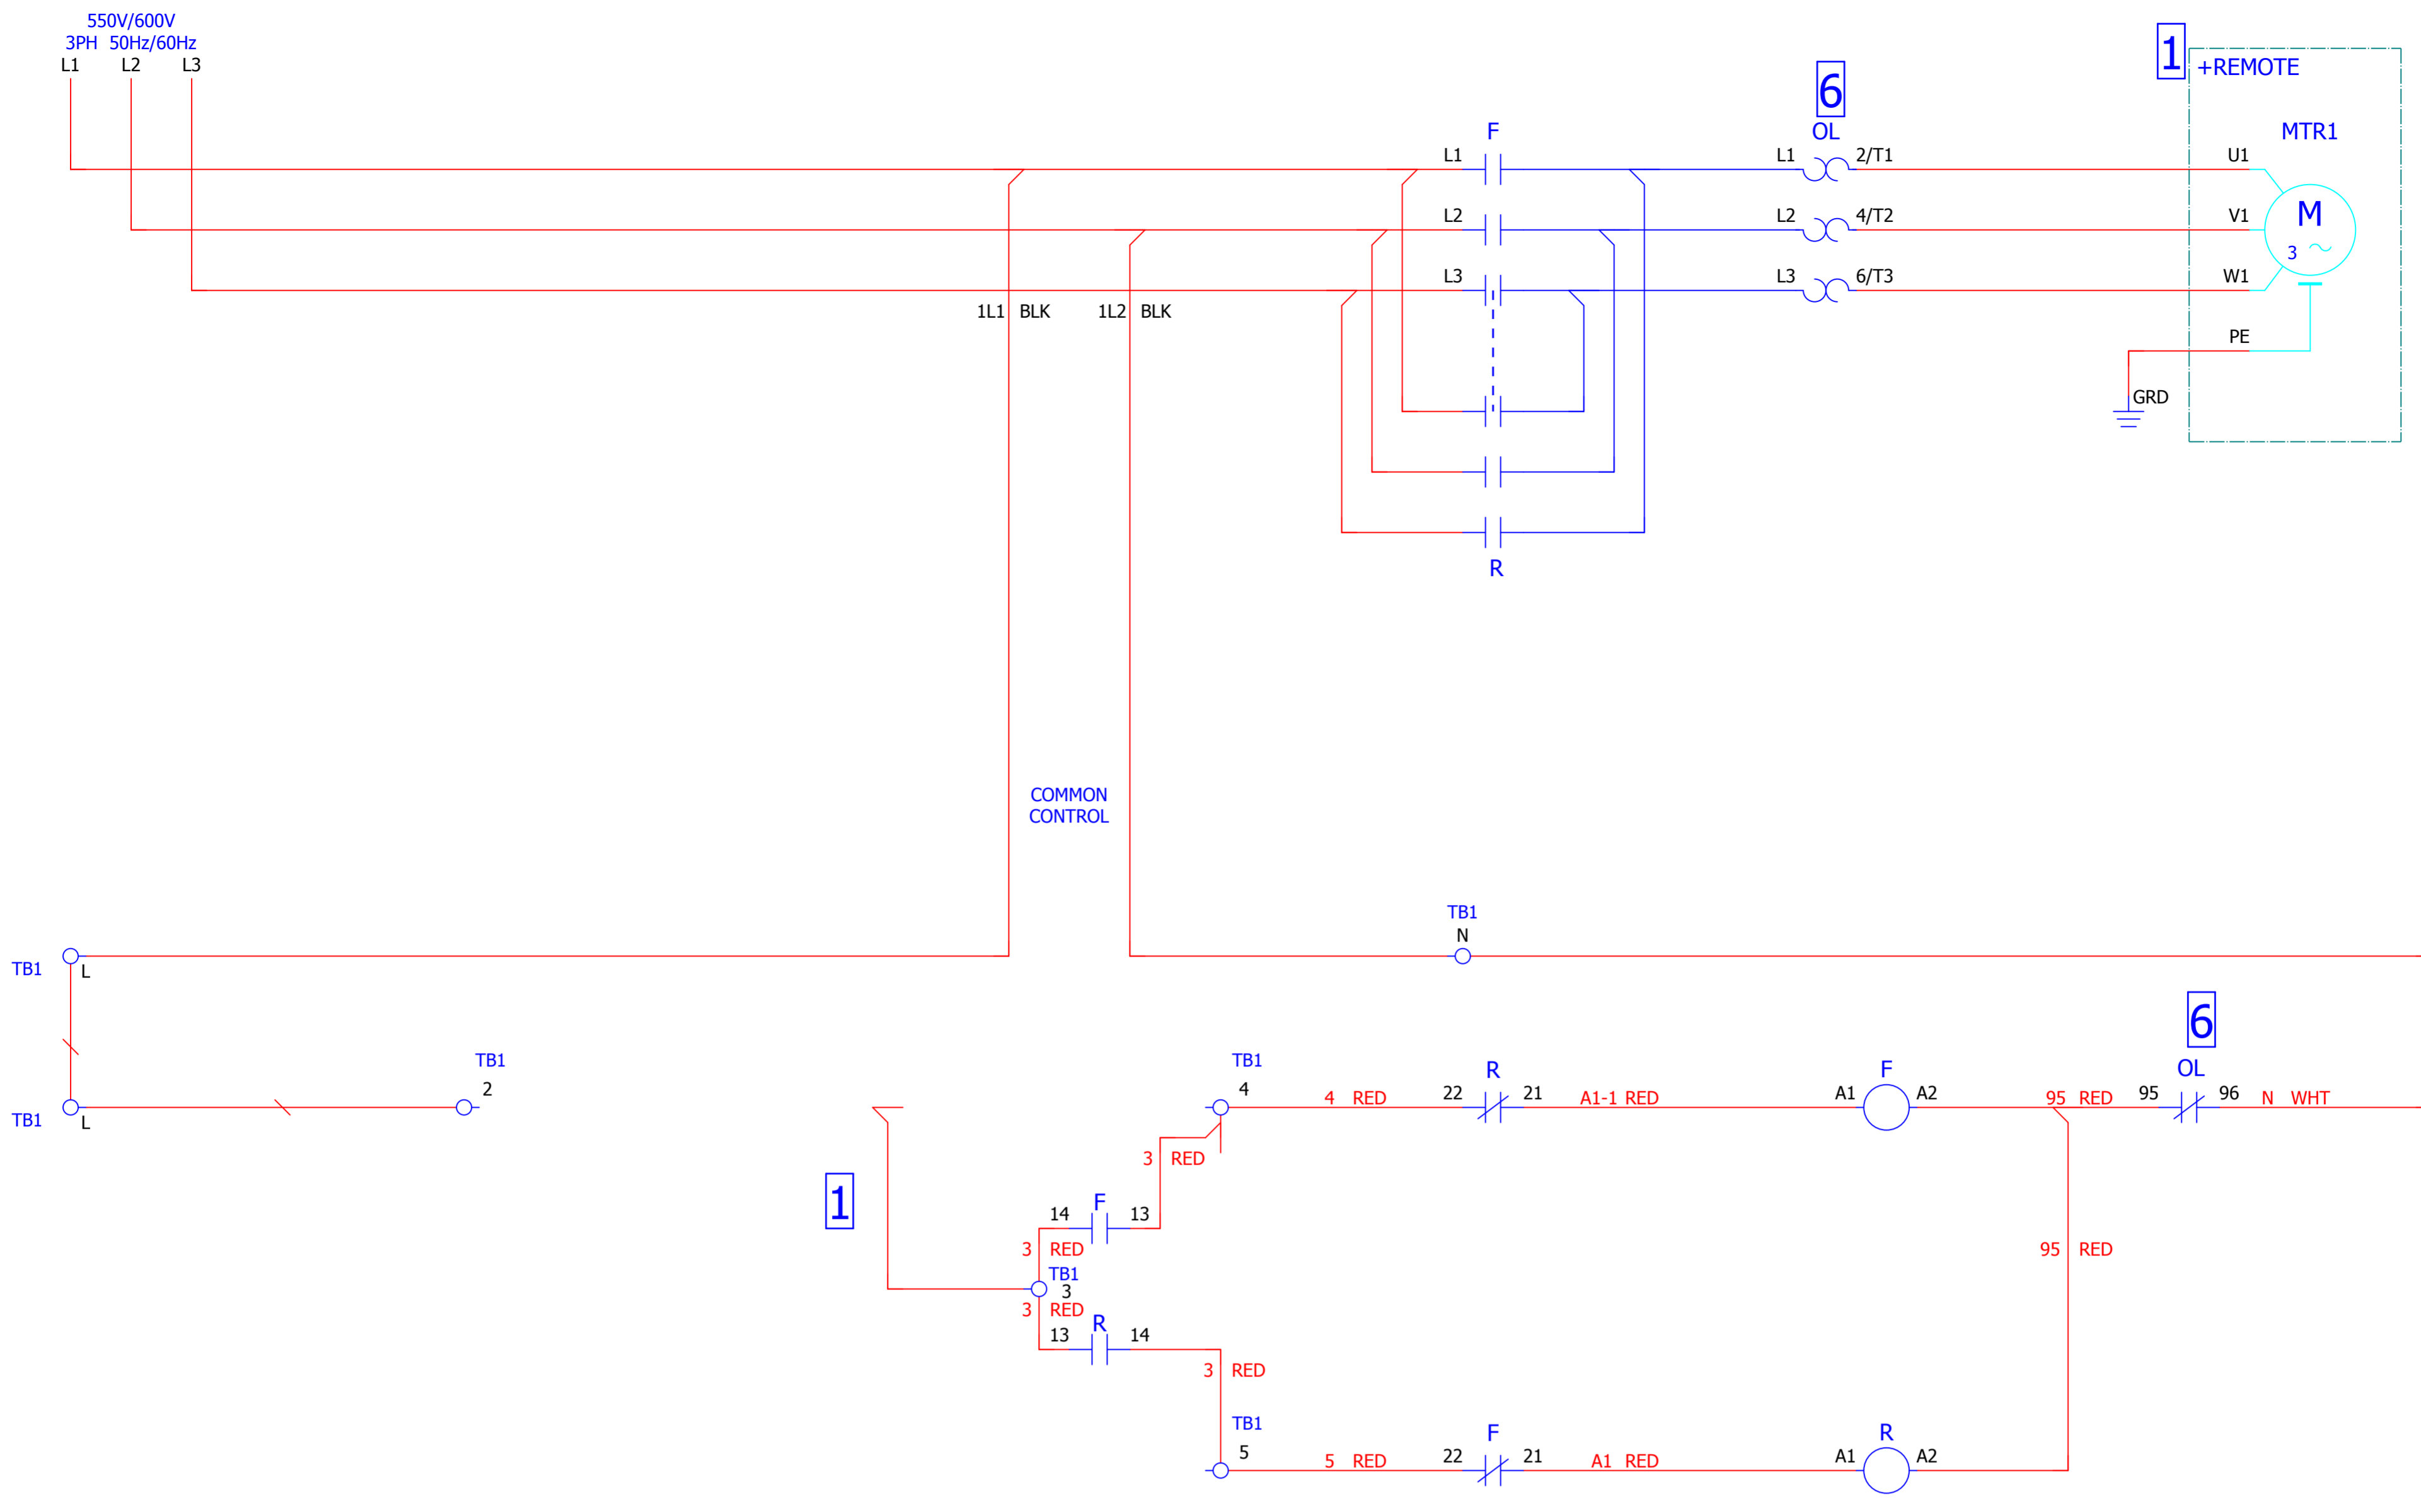 550V/600V
3PH 50Hz/60Hz
L1 L2 L3
1
+REMOTE
6
OL
F
MTR1
L1 L1 2/T1 U1
M
3
L2 L2 4/T2 V1
L3 L3 6/T3 W1
1L1 BLK 1L2 BLK
PE
GRD
R
COMMON
CONTROL
TB1
N
TB1
L
6
TB1 TB1 R F OL
2 4
4 RED 22 21 A1-1 RED A1 A2 95 RED 95 96 N WHT
TB1
L
3 RED
1
F
14 13
3 RED
95 RED
TB1
3
3 RED
R
13 14
3 RED
TB1 F R
5
5 RED 22 21 A1 RED A1 A2